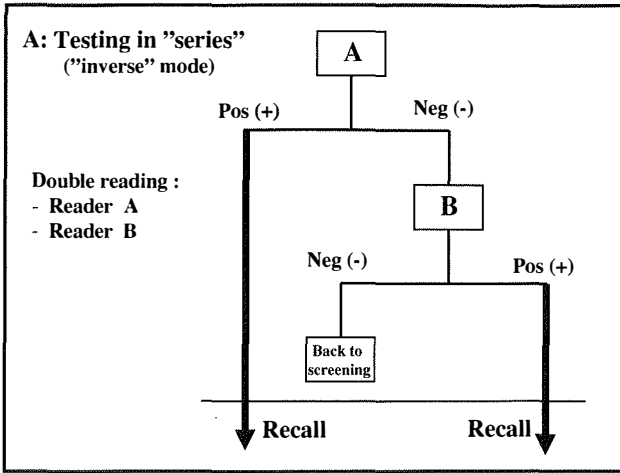 A: Testing in ”series”
(”inverse” mode)
A
Pos (+)
Neg (-)
Double reading :
- Reader A
- Reader B
B
Neg (-)
Pos (+)
Back to
screening
Recall
Recall